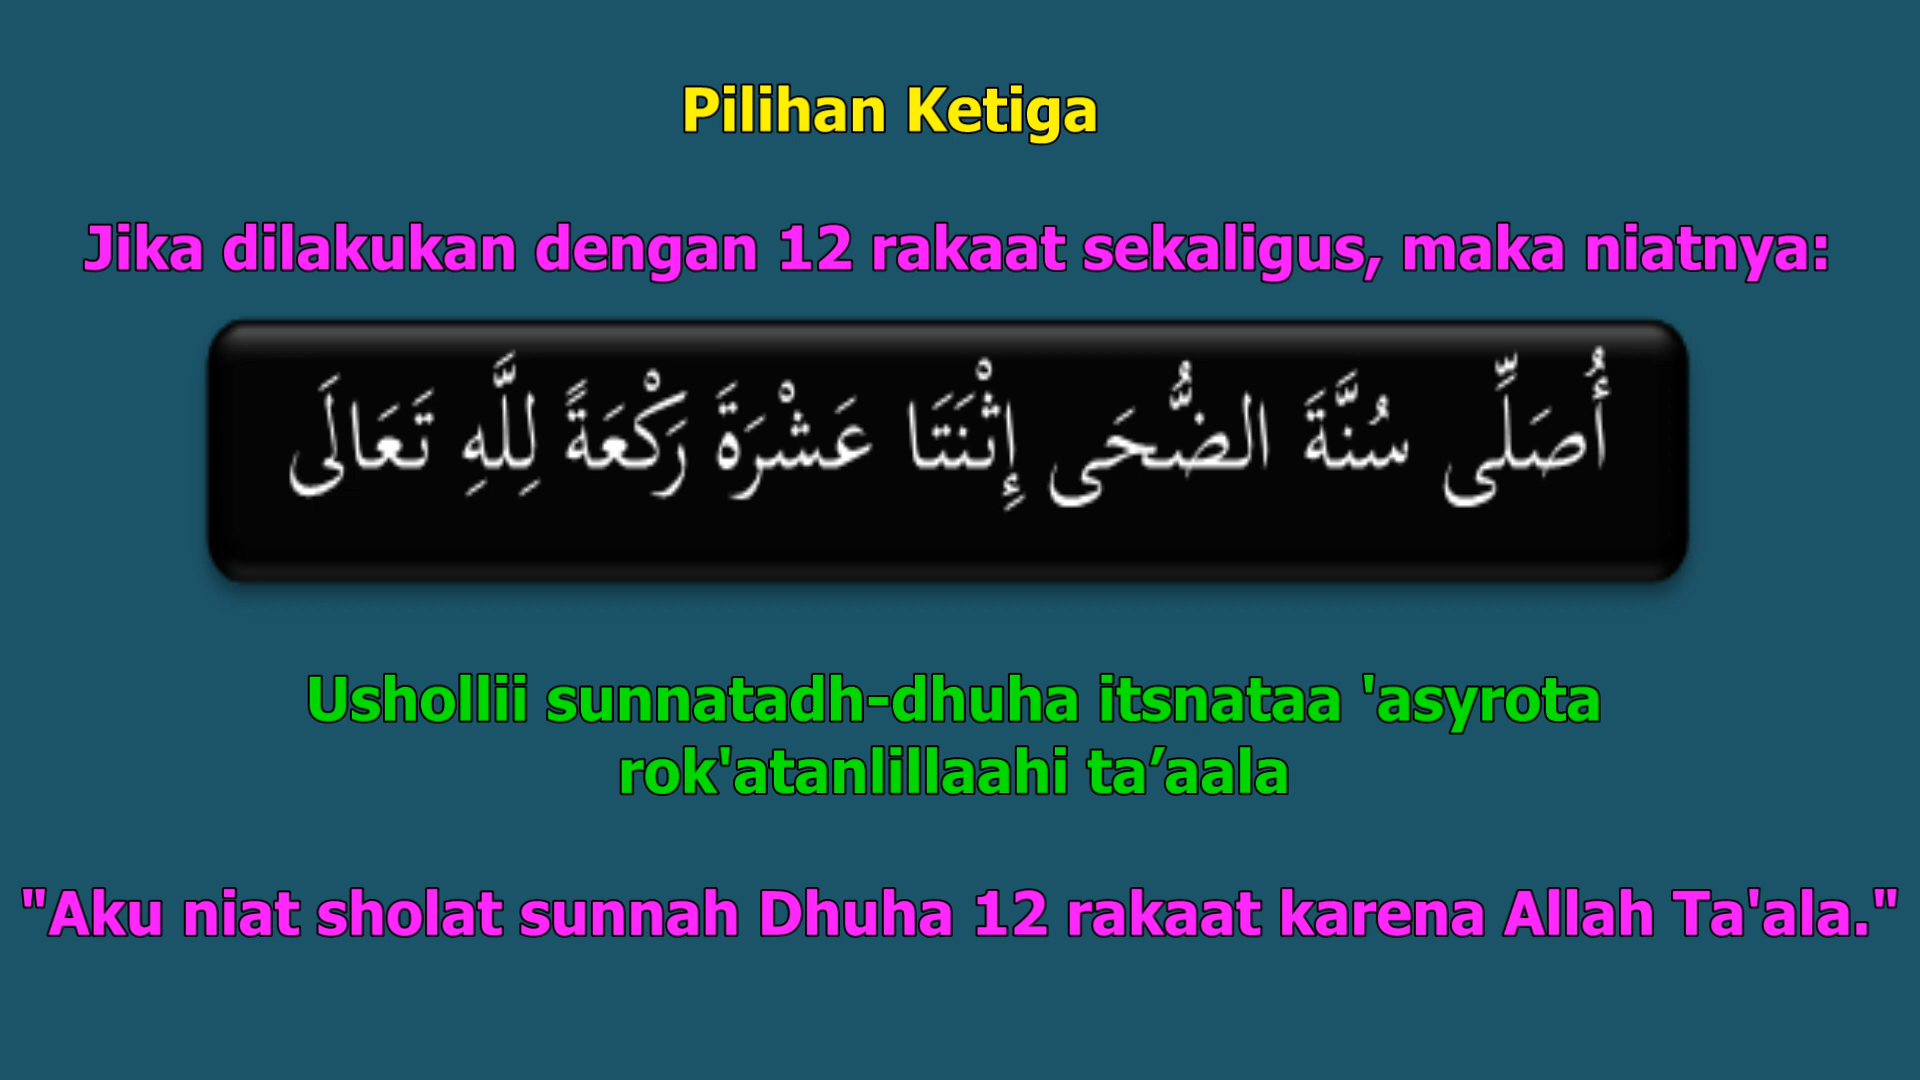 Pilihan Ketiga
Jika dilakukan dengan 12 rakaat sekaligus, maka niatnya:
أُصَلِّى سُنَّةَ الضُّحَى إِثْنَتَا عَشْرَةَ رَكْعَةً لِلَّهِ تَعَالَى
Ushollii sunnatadh-dhuha itsnataa 'asyrota
rok'atanlillaahi ta’aala
"Aku niat sholat sunnah Dhuha 12 rakaat karena Allah Ta'ala."